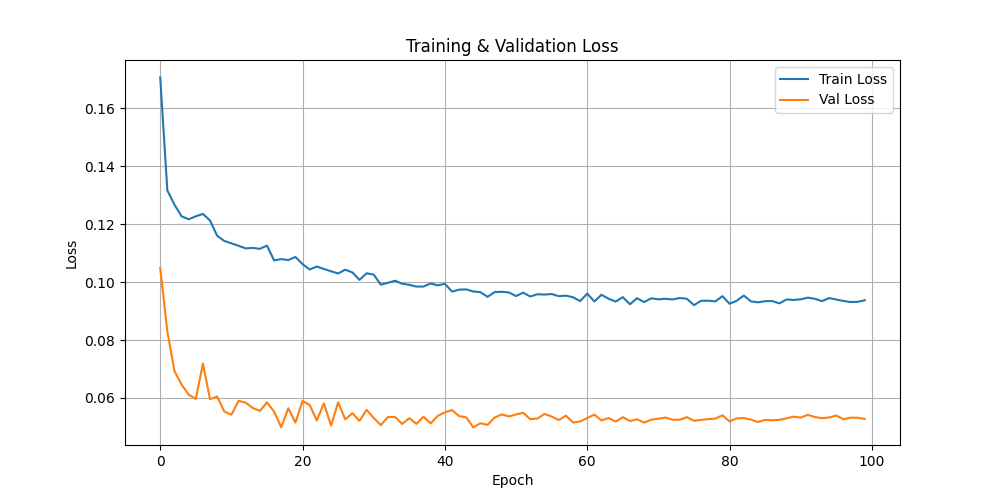 Training & Validation Loss
Train Loss
Val Loss
0.16
0.14
0.12
0.10
0.08
0.06
Loss
0 20 40 60 80 100
Epoch